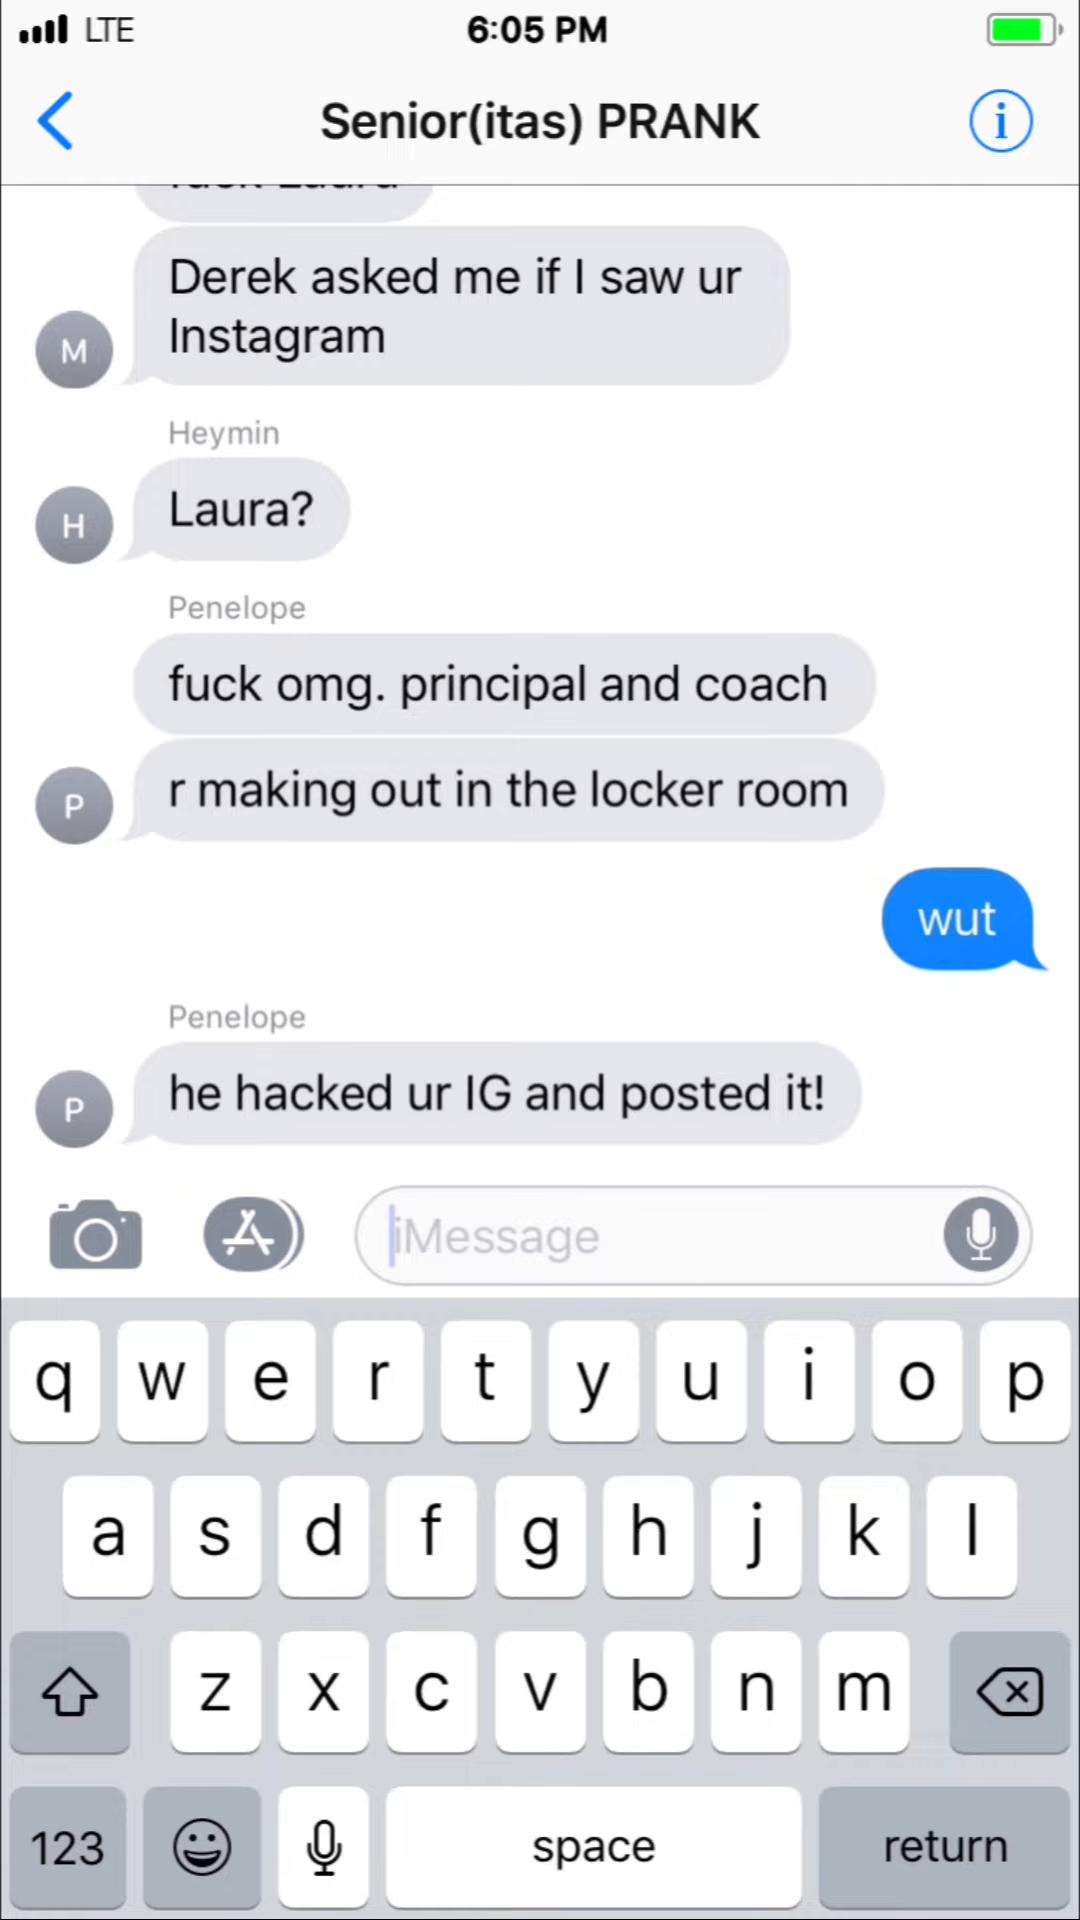 LTE 6:05 PM
Senior(itas) PRANK
Derek asked me if I saw ur
Instagram
M
Heymin
Laura?
H
Penelope
fuck omg. principal and coach
r making out in the locker room
P
wut
Penelope
he hacked ur IG and posted it!
P
iMessage
q w e r t y u i o p
a s d f g h j k l
z x c v b n m
123 space return